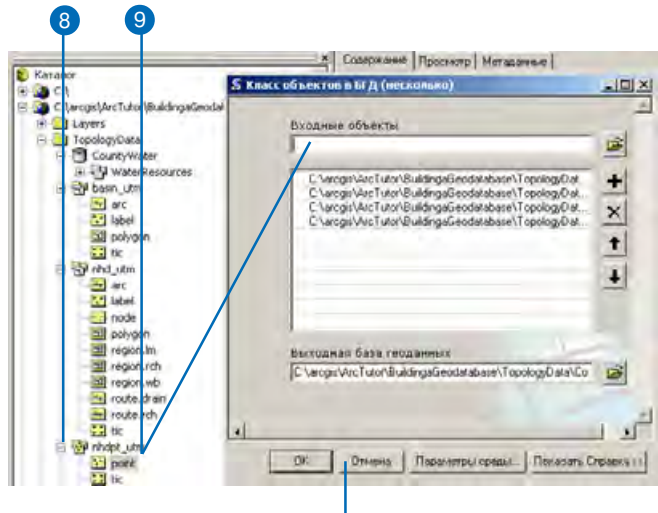 8 9
Содержание Просмотр Метаданные
Каталог
C:\
C:\arcgis\ArcTutor\BuildingaGeodat
Layers
TopologyData
CountyWater
WaterResources
basin_utm
arc
label
polygon
tic
nhd_utm
arc
label
node
polygon
region.lm
region.rch
region.wb
route.drain
route.rch
tic
nhdpt_utm
point
tic
Класс объектов в БГД (несколько)
Входные объекты
C:\arcgis\ArcTutor\BuildingaGeodatabase\TopologyDat...
C:\arcgis\ArcTutor\BuildingaGeodatabase\TopologyDat...
C:\arcgis\ArcTutor\BuildingaGeodatabase\TopologyDat...
C:\arcgis\ArcTutor\BuildingaGeodatabase\TopologyDat...
Выходная база геоданных
C:\arcgis\ArcTutor\BuildingaGeodatabase\TopologyData\Co
OK Отмена Параметры среды... Показать Справку >>